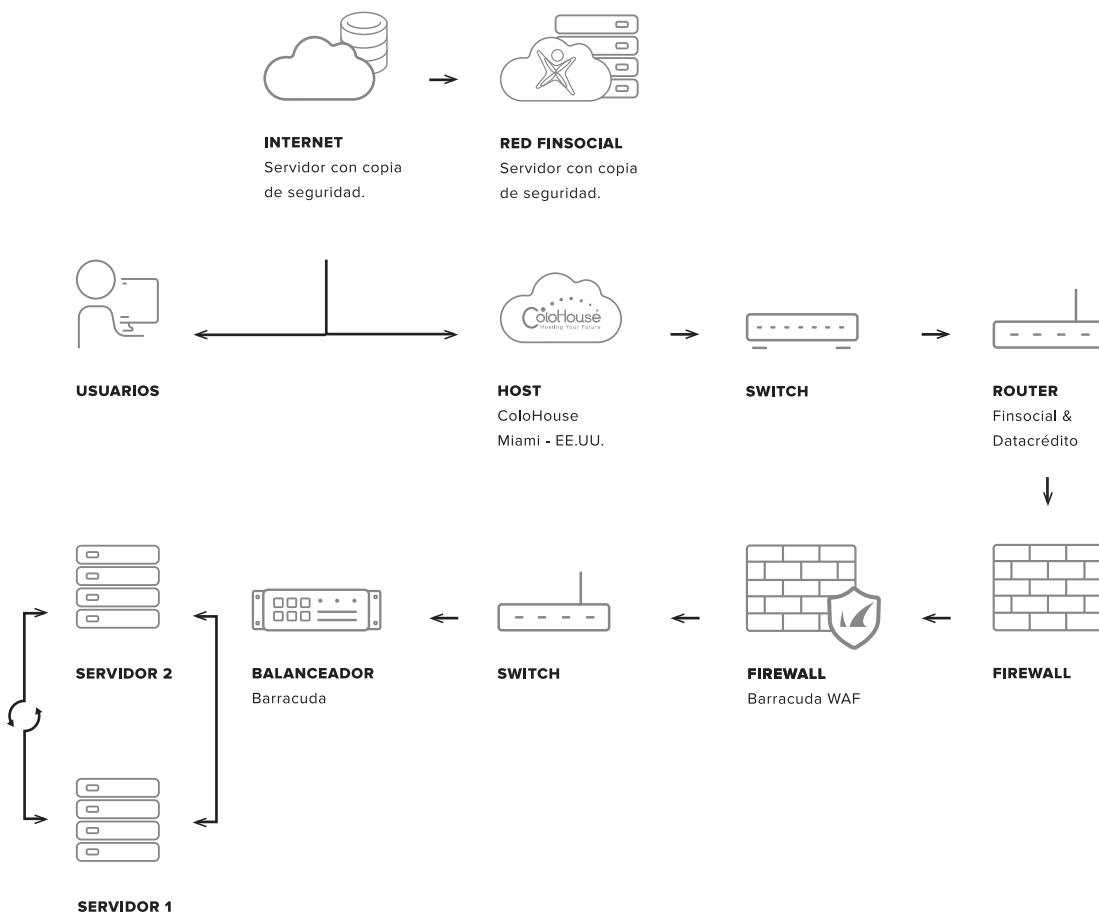 INTERNET
Servidor con copia
de seguridad.
RED FINSOCIAL
Servidor con copia
de seguridad.
USUARIOS
ColoHouse
Hosting Your Future
HOST
ColoHouse
Miami - EE.UU.
SWITCH
ROUTER
Finsocial &
Datacrédito
SERVIDOR 2
BALANCEADOR
Barracuda
SWITCH
FIREWALL
Barracuda WAF
FIREWALL
SERVIDOR 1